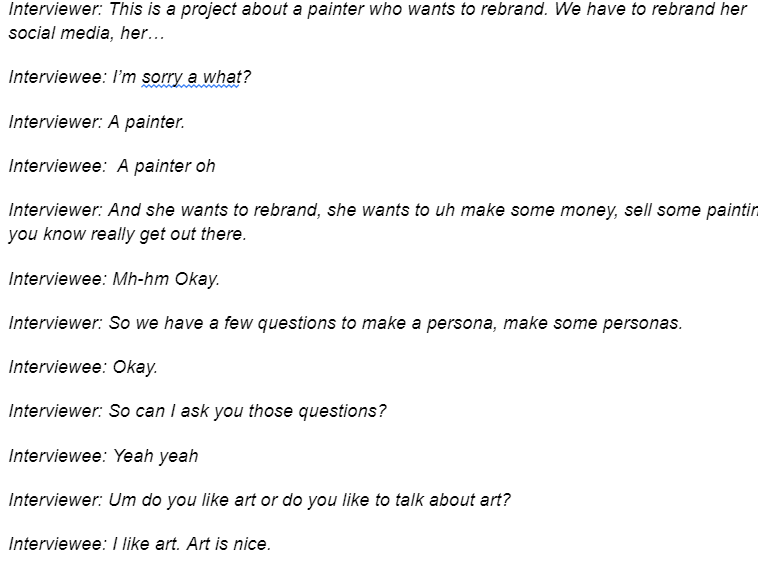 Interviewer: This is a project about a painter who wants to rebrand. We have to rebrand her
social media, her…
Interviewee: I’m sorry a what?
Interviewer: A painter.
Interviewee:  A painter oh
Interviewer: And she wants to rebrand, she wants to uh make some money, sell some
you know really get out there.
Interviewee: Mh-hm Okay.
Interviewer: So we have a few questions to make a persona, make some personas.
Interviewee: Okay.
Interviewer: So can I ask you those questions?
Interviewee: Yeah yeah
Interviewer: Um do you like art or do you like to talk about art?
Interviewee: I like art. Art is nice.